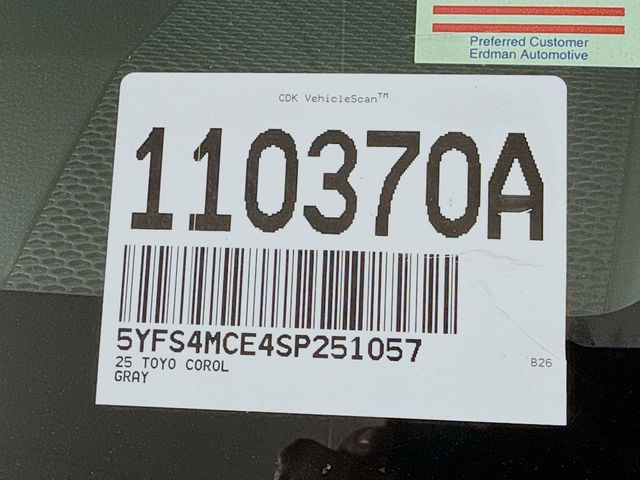 Preferred Customer
Erdman Automotive
CDK VehicleScan™
110370A
5YFS4MCE4SP251057
25 TOYO COROL
GRAY
B26